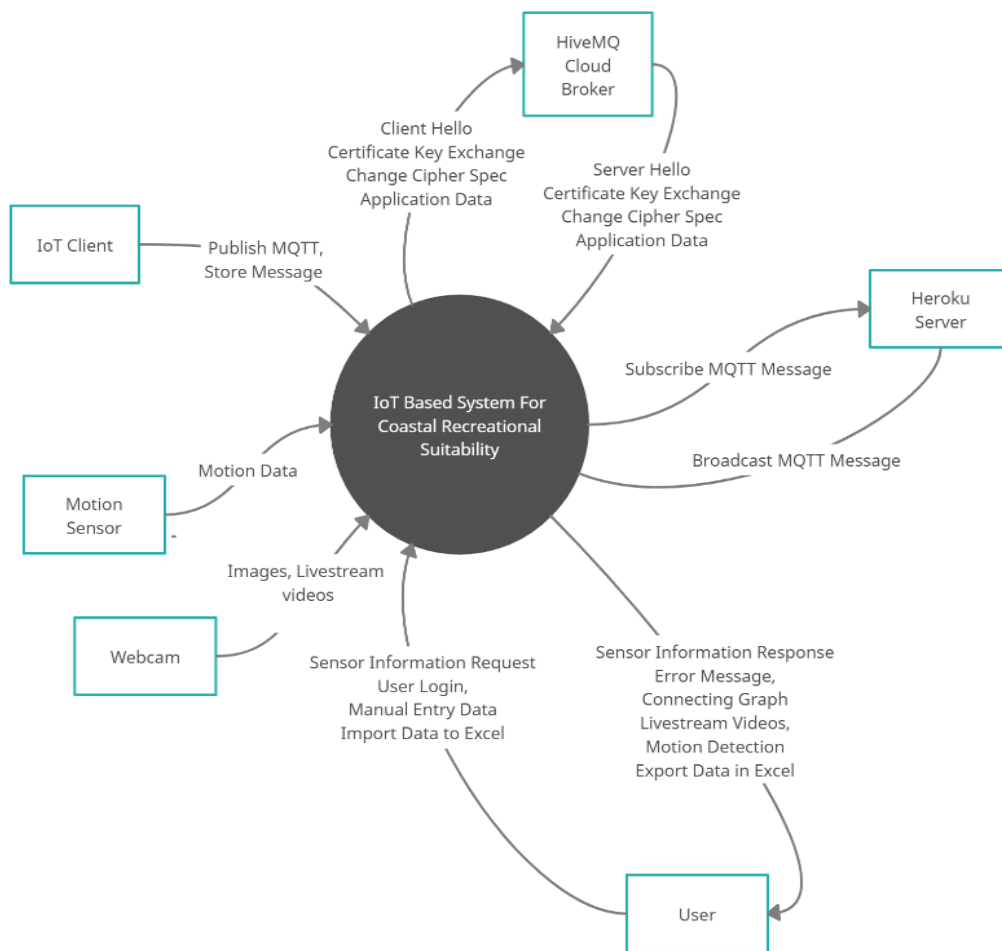 HiveMQ
Cloud
Broker
Client Hello
Certificate Key Exchange
Change Cipher Spec
Application Data
Server Hello
Certificate Key Exchange
Change Cipher Spec
Application Data
IoT Client
Publish MQTT,
Store Message
Heroku
Server
Subscribe MQTT Message
IoT Based System For
Coastal Recreational
Suitability
Broadcast MQTT Message
Motion Data
Motion
Sensor
-
Images, Livestream
videos
Webcam
Sensor Information Request
User Login,
Manual Entry Data
Import Data to Excel
Sensor Information Response
Error Message,
Connecting Graph
Livestream Videos,
Motion Detection
Export Data in Excel
User